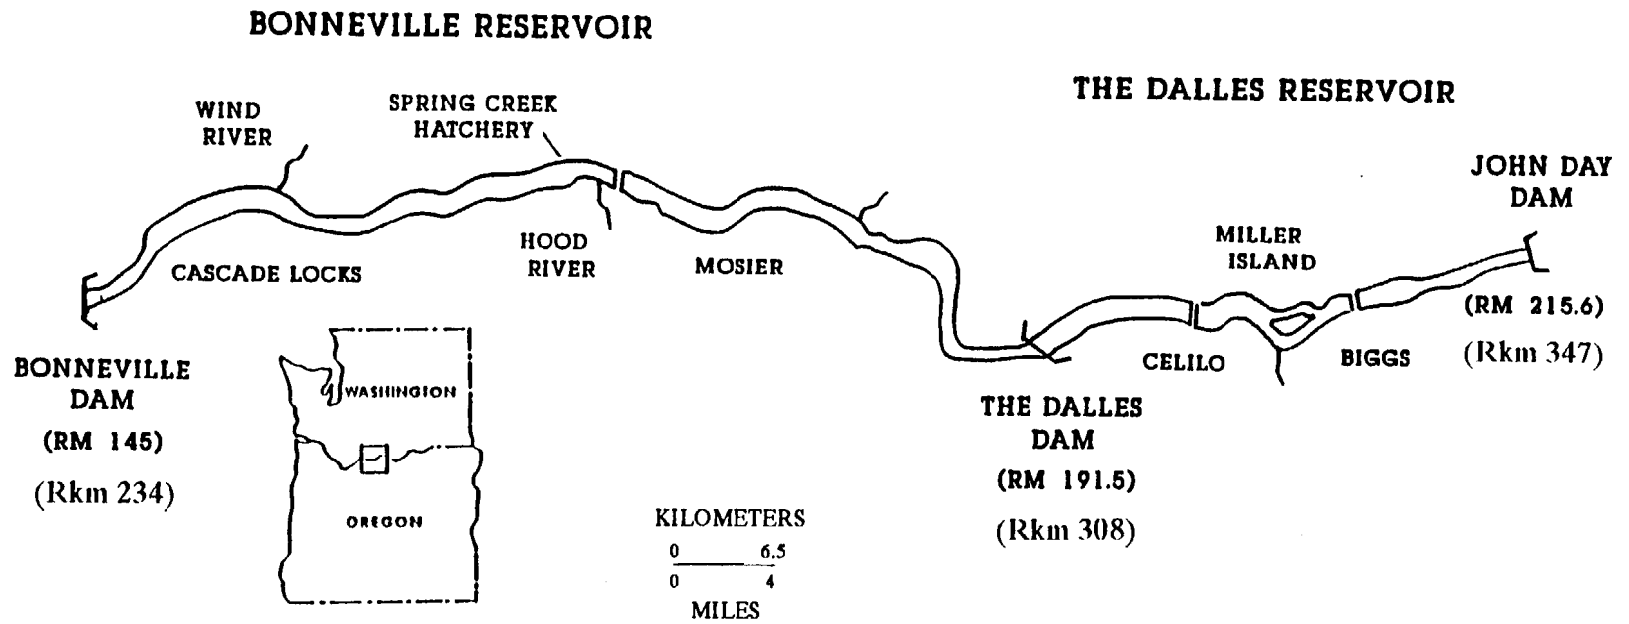 BONNEVILLE RESERVOIR
THE DALLES RESERVOIR
WIND
RIVER
SPRING CREEK
HATCHERY
JOHN DAY
DAM
HOOD
RIVER
MOSIER
CASCADE LOCKS
MILLER
ISLAND
(RM 215.6)
(Rkm 347)
CELILO
BIGGS
BONNEVILLE
DAM
(RM 145)
(Rkm 234)
WASHINGTON
OREGON
THE DALLES
DAM
(RM 191.5)
(Rkm 308)
KILOMETERS
0 6.5
0 4
MILES